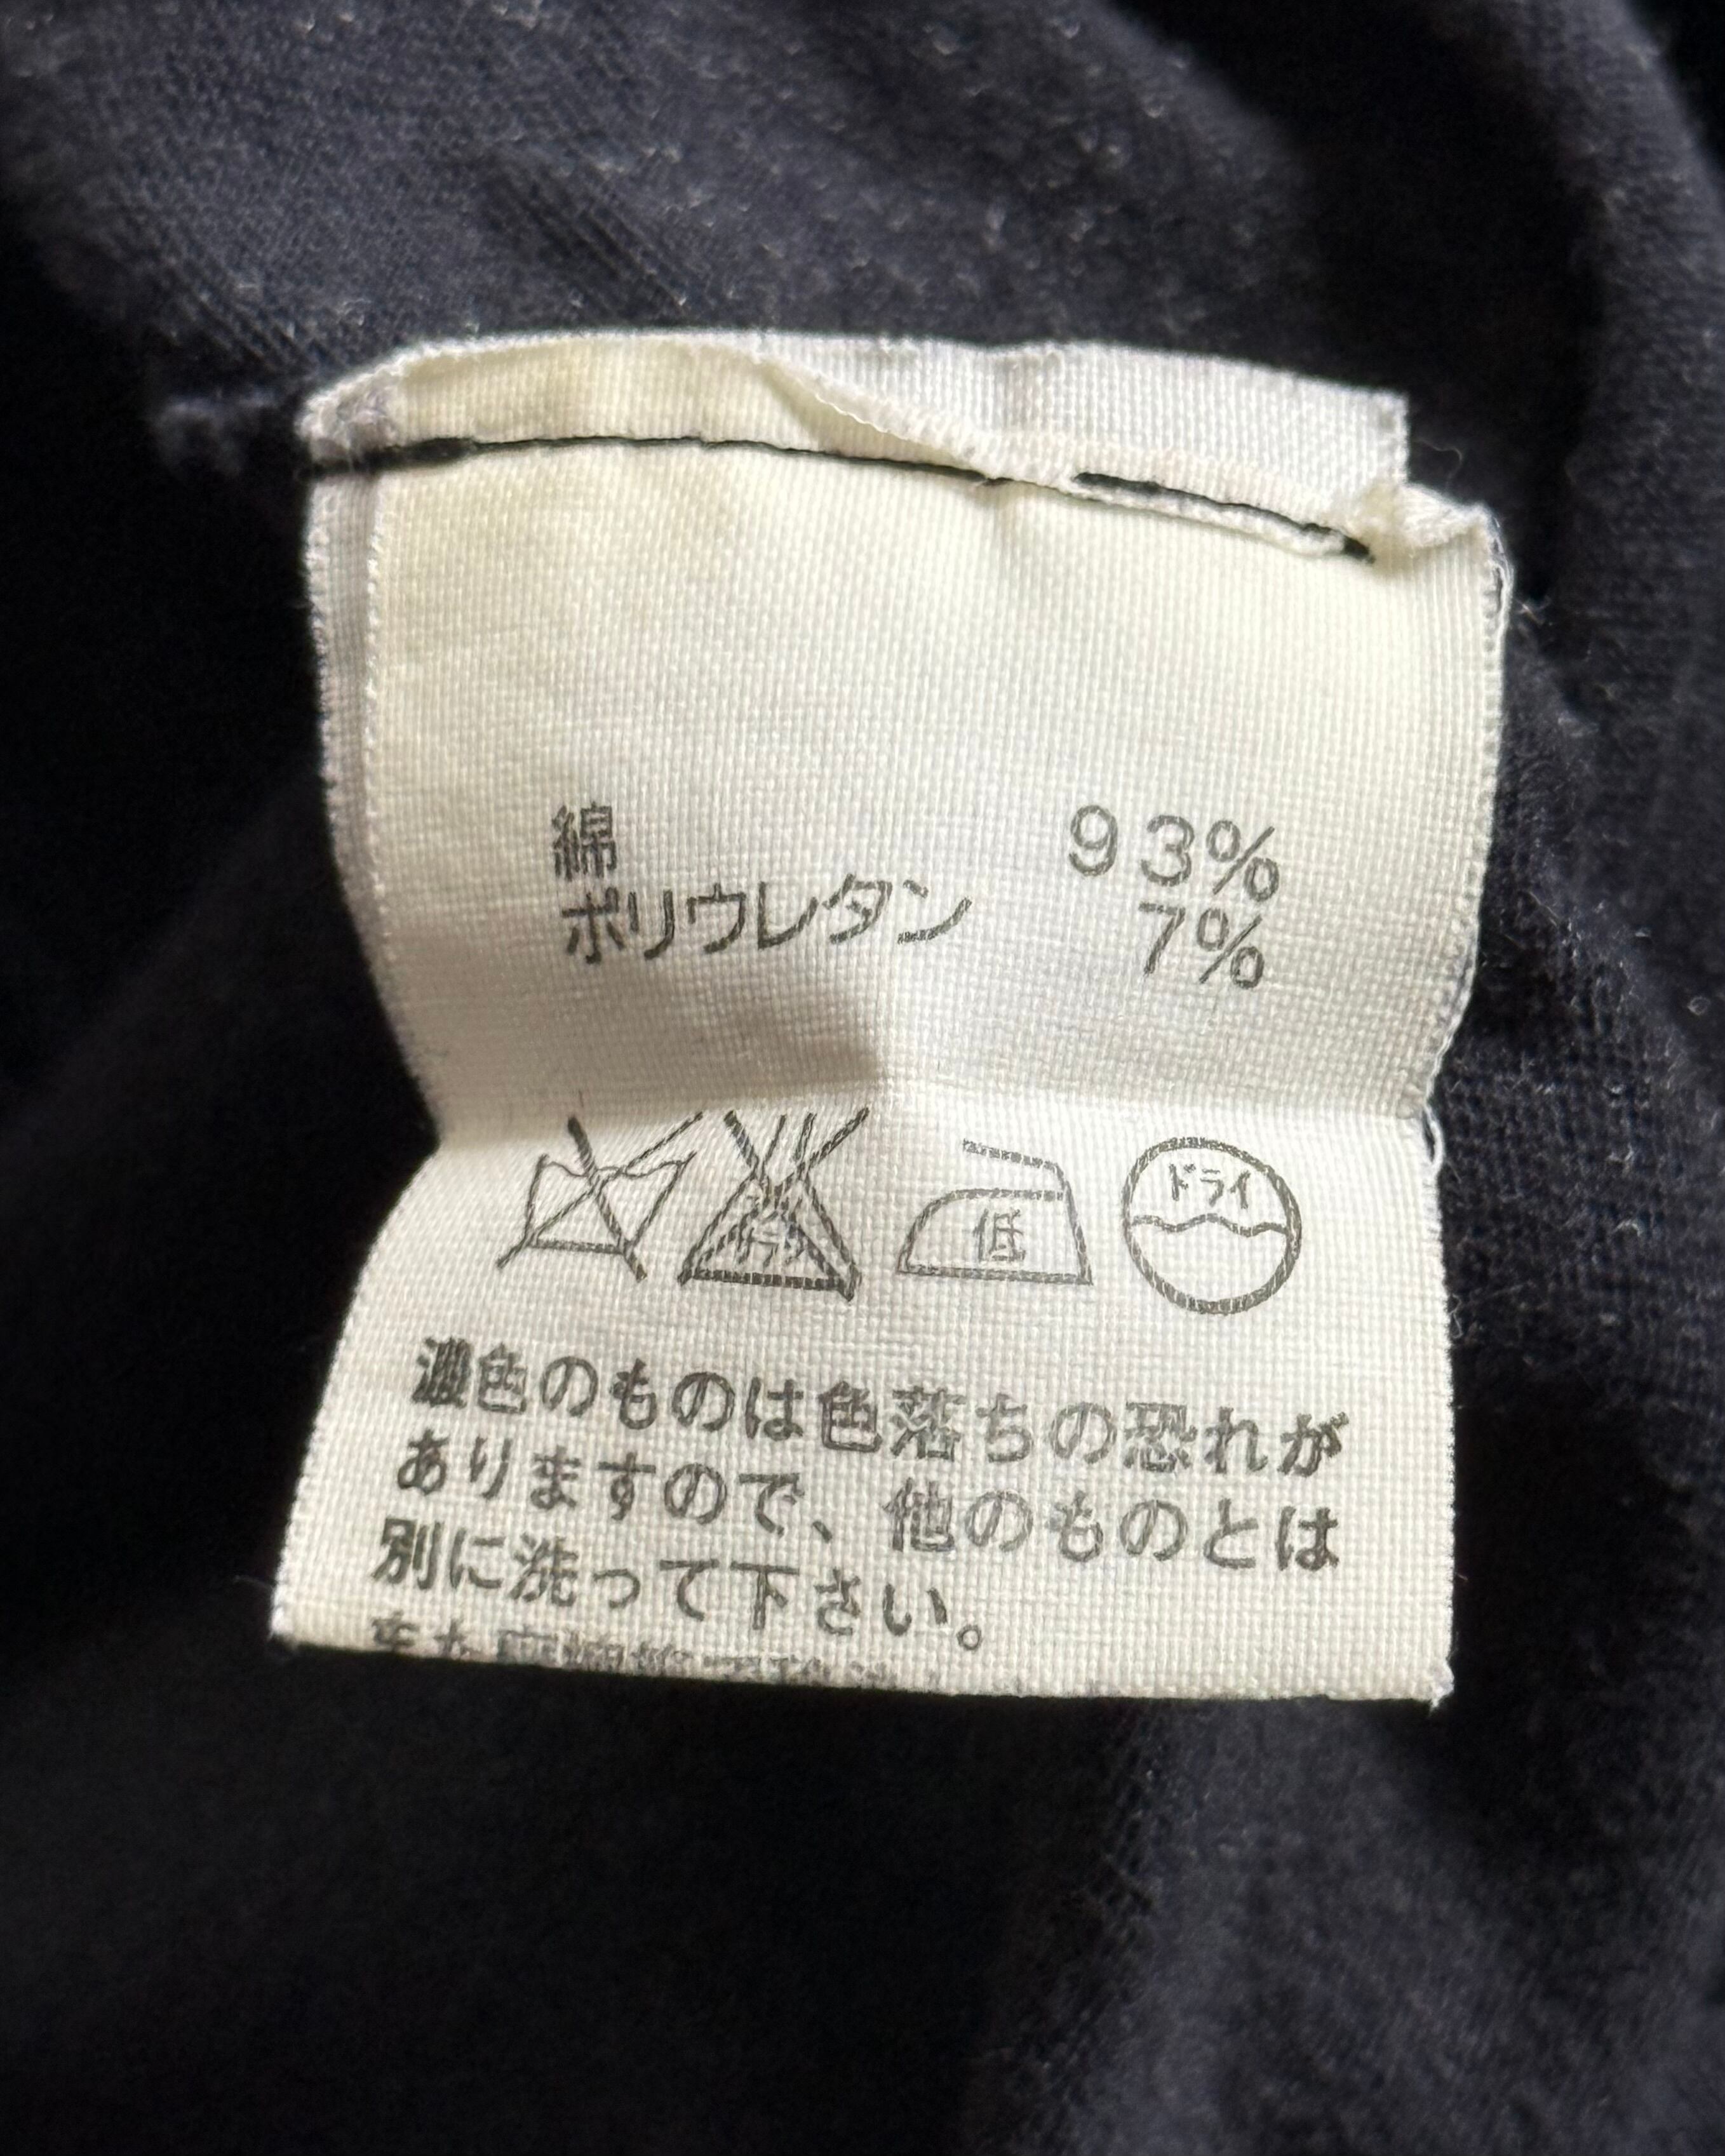 綿 93%
ポリウレタン 7%
低 ドライ
濃色のものは色落ちの恐れが
ありますので、他のものとは
別に洗って下さい。